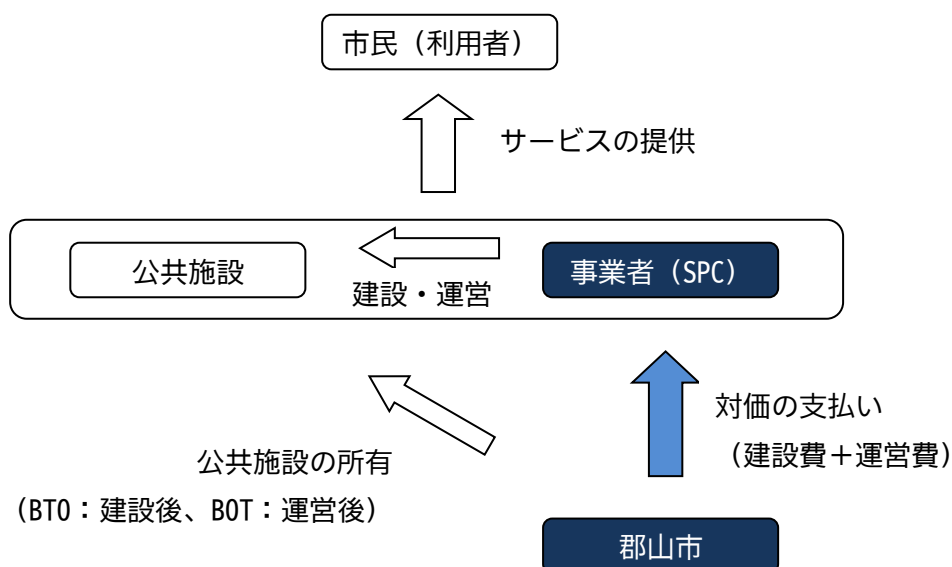 市民(利用者)
サービスの提供
公共施設
建設・運営
事業者(SPC)
対価の支払い
(建設費+運営費)
公共施設の所有
(BTO:建設後、BOT:運営後)
郡山市